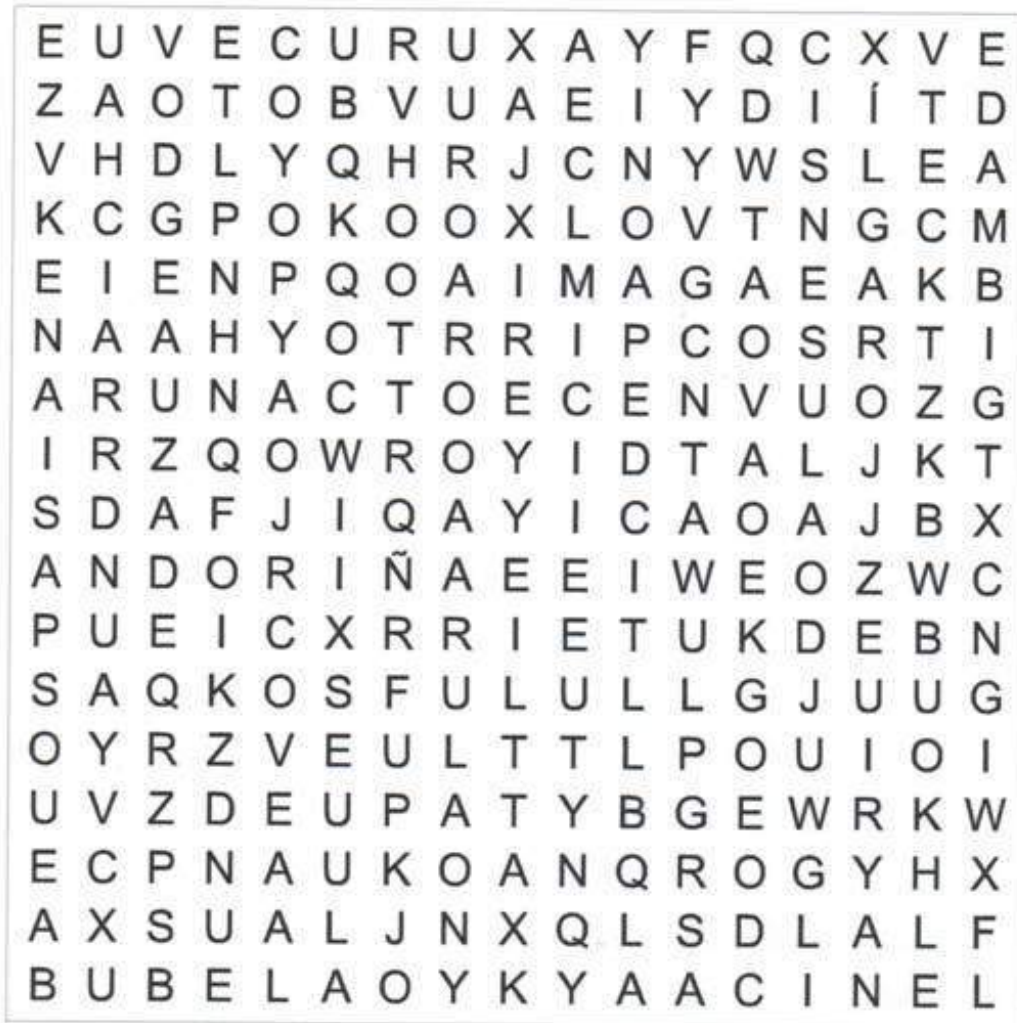 E U V E C U R U X A Y F Q C X V E
Z A O T O B V U A E I Y D I Í T D
V H D L Y Q H R J C N Y W S L E A
K C G P O K O O X L O V T N G C M
E I E N P Q O A I M A G A E A K B
N A A H Y O T R R I P C O S R T I
A R U N A C T O E C E N V U O Z G
I R Z Q O W R O Y I D T A L J K T
S D A F J I Q A Y I C A O A J B X
A N D O R I Ñ A E E I W E O Z W C
P U E I C X R R I E T U K D E B N
S A Q K O S F U L U L L G J U U G
O Y R Z V E U L T T L P O U I O I
U V Z D E U P A T Y B G E W R K W
E C P N A U K O A N Q R O G Y H X
A X S U A L J N X Q L S D L A L F
B U B E L A O Y K Y A A C I N E L